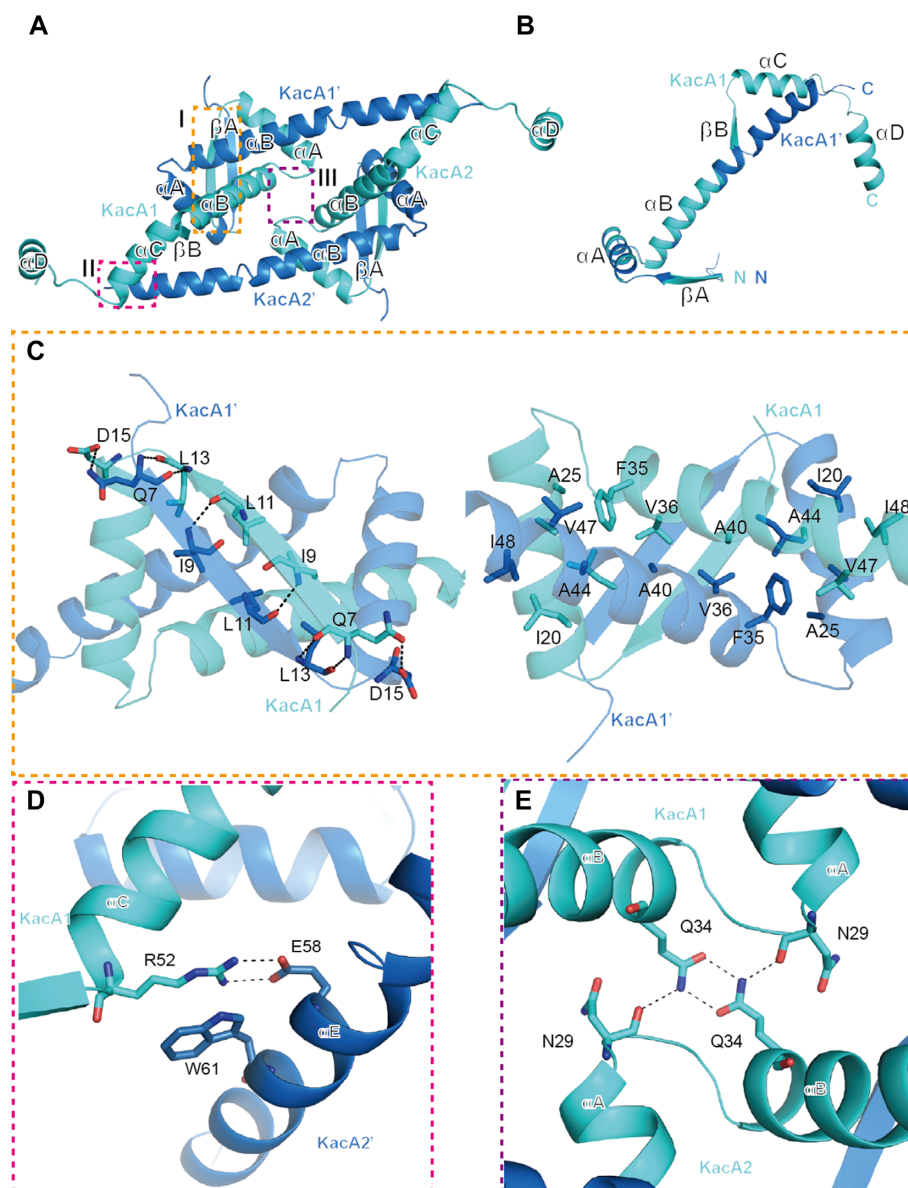 A
B
KacA1’
αC
KacA1
I
βA
αB
C
αC
αD
αA
αD
βB
KacA1’
III
KacA2
αA
KacA1
αB
αB
αA
αB
C
αC
βB
αA
αD
II
αB
αA
βA
N N
KacA2’
βA
C
KacA1’
KacA1
D15
L13
Q7
L11
I9
I9
L11
Q7
L13
D15
KacA1
A25
F35
I20
I48
V47
V36
A40
A44
I48
A44
A40
V36
V47
I20
F35
A25
KacA1’
D
E
KacA1
αB
αC
αA
KacA1
Q34
N29
R52
E58
αE
N29
Q34
W61
αA
αB
KacA2’
KacA2